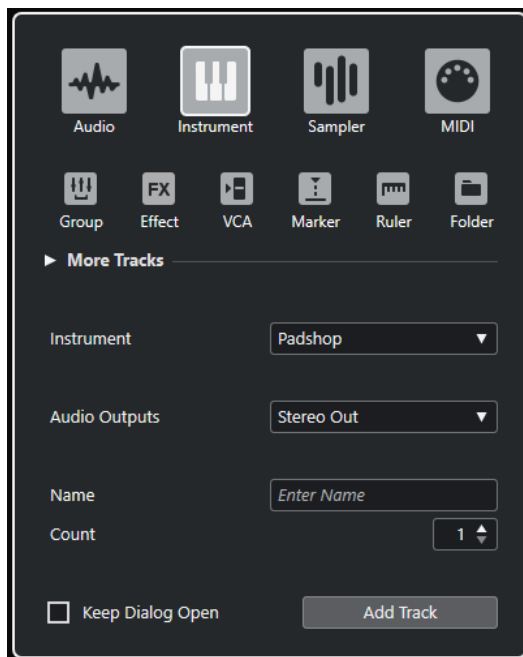 Audio Instrument Sampler MIDI
FX
Group Effect VCA Marker Ruler Folder
More Tracks
Instrument Padshop
Audio Outputs Stereo Out
Name Enter Name
Count 1
Keep Dialog Open Add Track